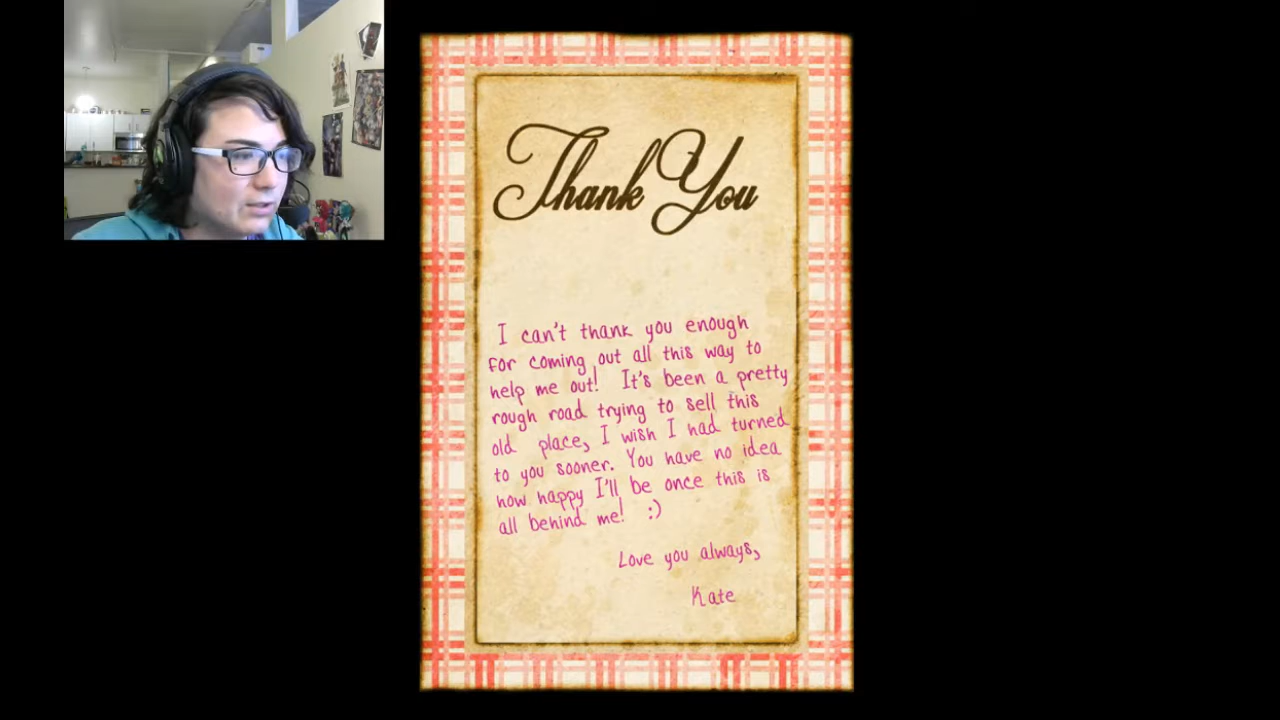 Thank You
I can't thank you enough
for coming out all this way to
help me out! It's been a pretty
rough road trying to sell this
old place, I wish I had turned
to you sooner. You have no idea
how happy I'll be once this is
all behind me! :)
Love you always,
Kate